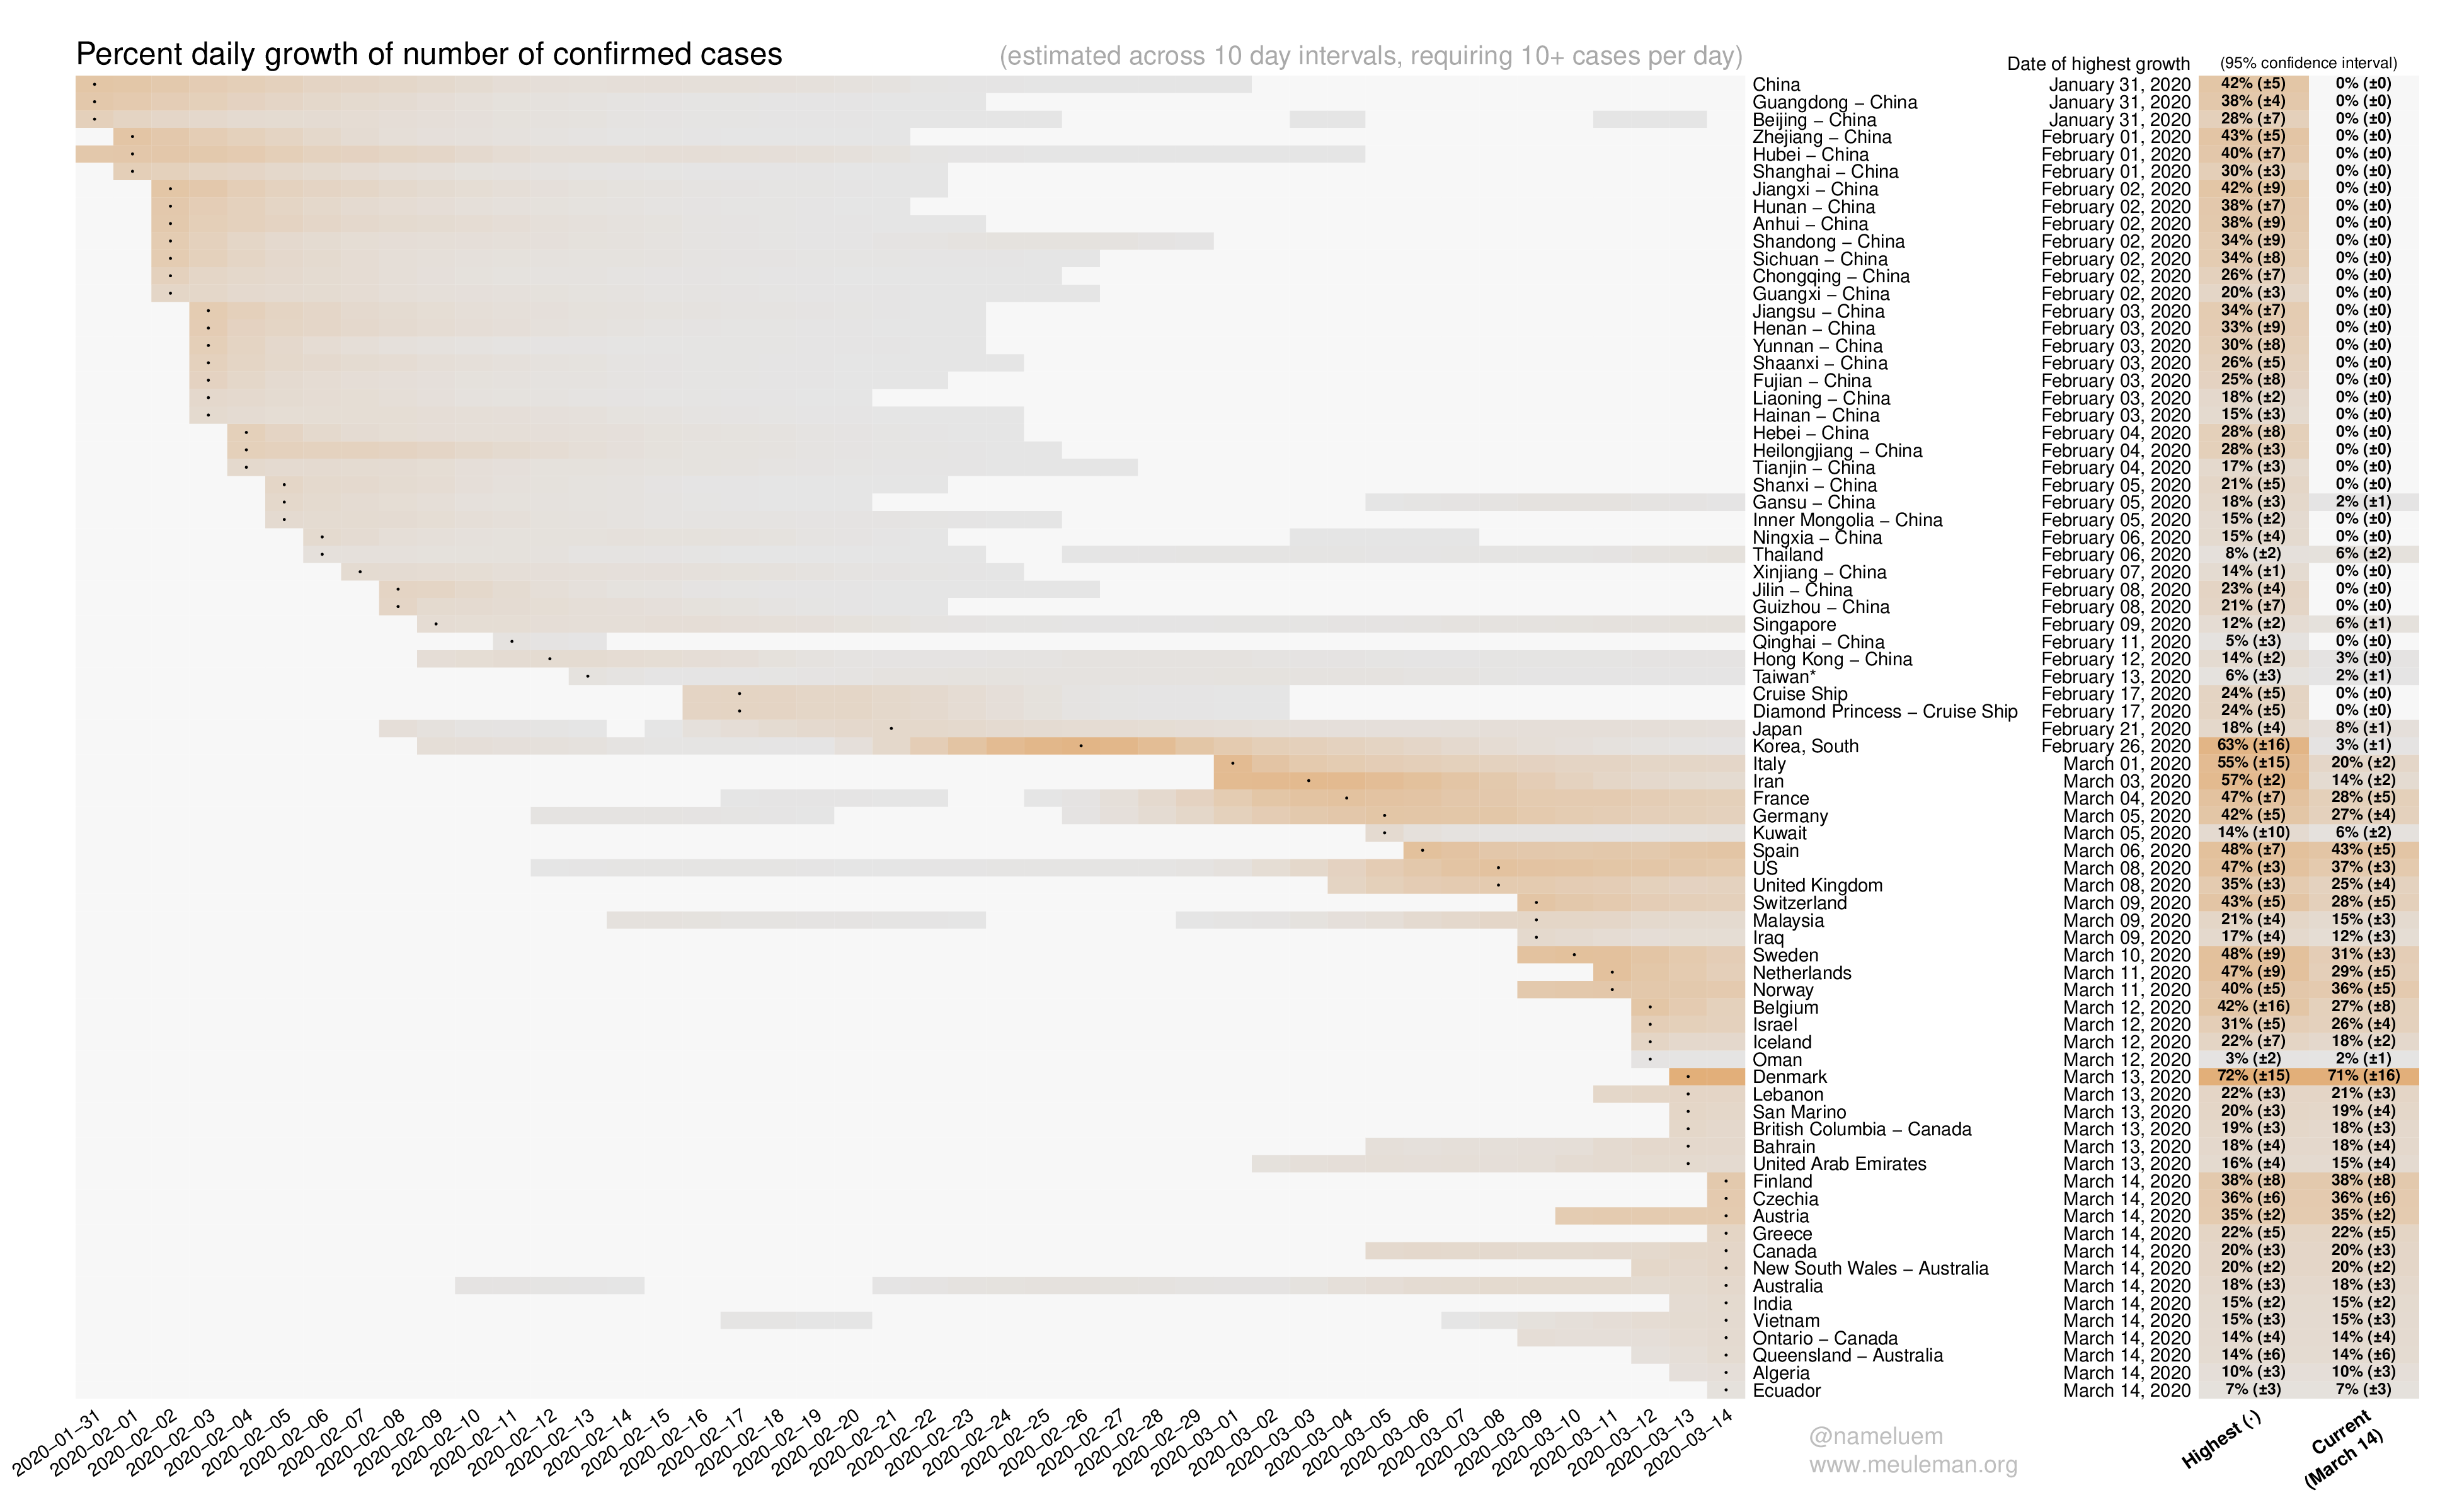 Percent daily growth of number of confirmed cases (estimated across 10 day intervals, requiring 10+ cases per day)
Date of highest growth (95% confidence interval)
China January 31, 2020 42% (±5) 0% (±0)
Guangdong – China January 31, 2020 38% (±4) 0% (±0)
Beijing – China January 31, 2020 28% (±7) 0% (±0)
Zhejiang – China February 01, 2020 43% (±5) 0% (±0)
Hubei – China February 01, 2020 40% (±7) 0% (±0)
Shanghai – China February 01, 2020 30% (±3) 0% (±0)
Jiangxi – China February 02, 2020 42% (±9) 0% (±0)
Hunan – China February 02, 2020 38% (±7) 0% (±0)
Anhui – China February 02, 2020 38% (±9) 0% (±0)
Shandong – China February 02, 2020 34% (±9) 0% (±0)
Sichuan – China February 02, 2020 34% (±8) 0% (±0)
Chongqing – China February 02, 2020 26% (±7) 0% (±0)
Guangxi – China February 02, 2020 20% (±3) 0% (±0)
Jiangsu – China February 03, 2020 34% (±7) 0% (±0)
Henan – China February 03, 2020 33% (±9) 0% (±0)
Yunnan – China February 03, 2020 30% (±8) 0% (±0)
Shaanxi – China February 03, 2020 26% (±5) 0% (±0)
Fujian – China February 03, 2020 25% (±8) 0% (±0)
Liaoning – China February 03, 2020 18% (±2) 0% (±0)
Hainan – China February 03, 2020 15% (±3) 0% (±0)
Hebei – China February 04, 2020 28% (±8) 0% (±0)
Heilongjiang – China February 04, 2020 28% (±3) 0% (±0)
Tianjin – China February 04, 2020 17% (±3) 0% (±0)
Shanxi – China February 05, 2020 21% (±5) 0% (±0)
Gansu – China February 05, 2020 18% (±3) 2% (±1)
Inner Mongolia – China February 05, 2020 15% (±2) 0% (±0)
Ningxia – China February 06, 2020 15% (±4) 0% (±0)
Thailand February 06, 2020 8% (±2) 6% (±2)
Xinjiang – China February 07, 2020 14% (±1) 0% (±0)
Jilin – China February 08, 2020 23% (±4) 0% (±0)
Guizhou – China February 08, 2020 21% (±7) 0% (±0)
Singapore February 09, 2020 12% (±2) 6% (±1)
Qinghai – China February 11, 2020 5% (±3) 0% (±0)
Hong Kong – China February 12, 2020 14% (±2) 3% (±0)
Taiwan* February 13, 2020 6% (±3) 2% (±1)
Cruise Ship February 17, 2020 24% (±5) 0% (±0)
Diamond Princess – Cruise Ship February 17, 2020 24% (±5) 0% (±0)
Japan February 21, 2020 18% (±4) 8% (±1)
Korea, South February 26, 2020 63% (±16) 3% (±1)
Italy March 01, 2020 55% (±15) 20% (±2)
Iran March 03, 2020 57% (±2) 14% (±2)
France March 04, 2020 47% (±7) 28% (±5)
Germany March 05, 2020 42% (±5) 27% (±4)
Kuwait March 05, 2020 14% (±10) 6% (±2)
Spain March 06, 2020 48% (±7) 43% (±5)
US March 08, 2020 47% (±3) 37% (±3)
United Kingdom March 08, 2020 35% (±3) 25% (±4)
Switzerland March 09, 2020 43% (±5) 28% (±5)
Malaysia March 09, 2020 21% (±4) 15% (±3)
Iraq March 09, 2020 17% (±4) 12% (±3)
Sweden March 10, 2020 48% (±9) 31% (±3)
Netherlands March 11, 2020 47% (±9) 29% (±5)
Norway March 11, 2020 40% (±5) 36% (±5)
Belgium March 12, 2020 42% (±16) 27% (±8)
Israel March 12, 2020 31% (±5) 26% (±4)
Iceland March 12, 2020 22% (±7) 18% (±2)
Oman March 12, 2020 3% (±2) 2% (±1)
Denmark March 13, 2020 72% (±15) 71% (±16)
Lebanon March 13, 2020 22% (±3) 21% (±3)
San Marino March 13, 2020 20% (±3) 19% (±4)
British Columbia – Canada March 13, 2020 19% (±3) 18% (±3)
Bahrain March 13, 2020 18% (±4) 18% (±4)
United Arab Emirates March 13, 2020 16% (±4) 15% (±4)
Finland March 14, 2020 38% (±8) 38% (±8)
Czechia March 14, 2020 36% (±6) 36% (±6)
Austria March 14, 2020 35% (±2) 35% (±2)
Greece March 14, 2020 22% (±5) 22% (±5)
Canada March 14, 2020 20% (±3) 20% (±3)
New South Wales – Australia March 14, 2020 20% (±2) 20% (±2)
Australia March 14, 2020 18% (±3) 18% (±3)
India March 14, 2020 15% (±2) 15% (±2)
Vietnam March 14, 2020 15% (±3) 15% (±3)
Ontario – Canada March 14, 2020 14% (±4) 14% (±4)
Queensland – Australia March 14, 2020 14% (±6) 14% (±6)
Algeria March 14, 2020 10% (±3) 10% (±3)
Ecuador March 14, 2020 7% (±3) 7% (±3)
2020–01–31
2020–02–01
2020–02–02
2020–02–03
2020–02–04
2020–02–05
2020–02–06
2020–02–07
2020–02–08
2020–02–09
2020–02–10
2020–02–11
2020–02–12
2020–02–13
2020–02–14
2020–02–15
2020–02–16
2020–02–17
2020–02–18
2020–02–19
2020–02–20
2020–02–21
2020–02–22
2020–02–23
2020–02–24
2020–02–25
2020–02–26
2020–02–27
2020–02–28
2020–02–29
2020–03–01
2020–03–02
2020–03–03
2020–03–04
2020–03–05
2020–03–06
2020–03–07
2020–03–08
2020–03–09
2020–03–10
2020–03–11
2020–03–12
2020–03–13
2020–03–14
@nameluem
www.meuleman.org
Highest (·)
Current
(March 14)